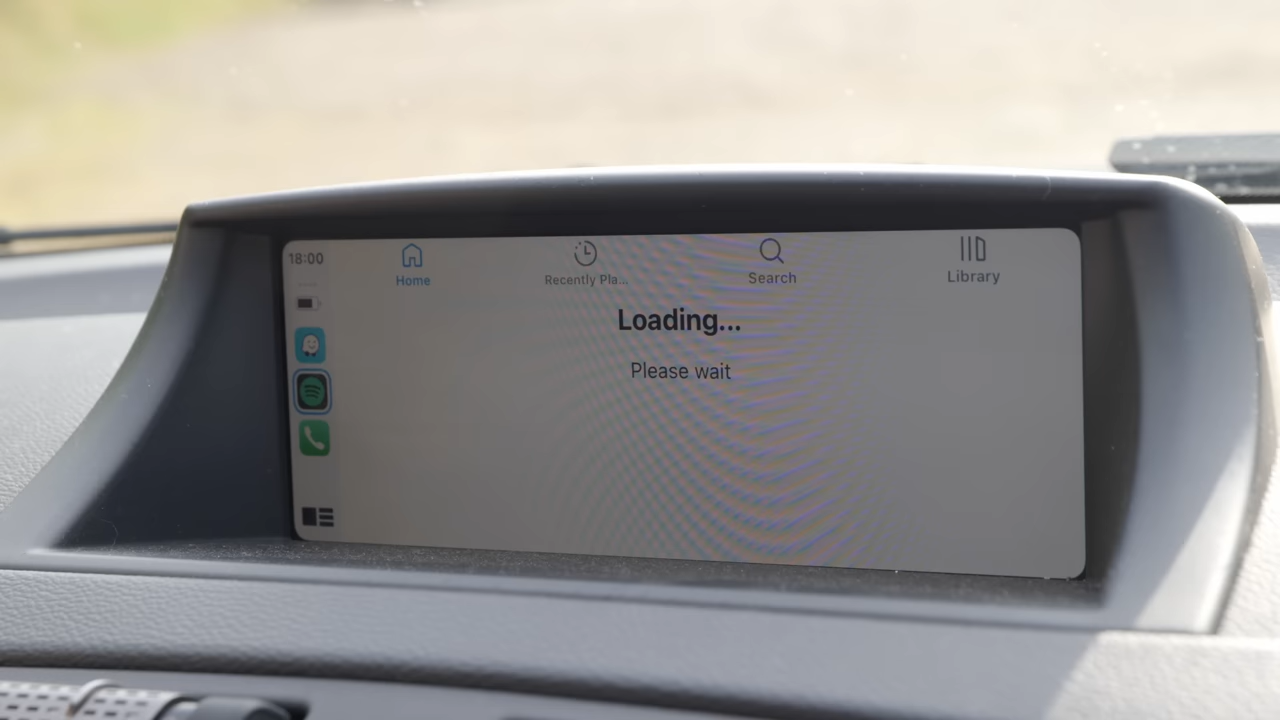 18:00
Home
Recently Pla...
Search
Library
Loading...
Please wait